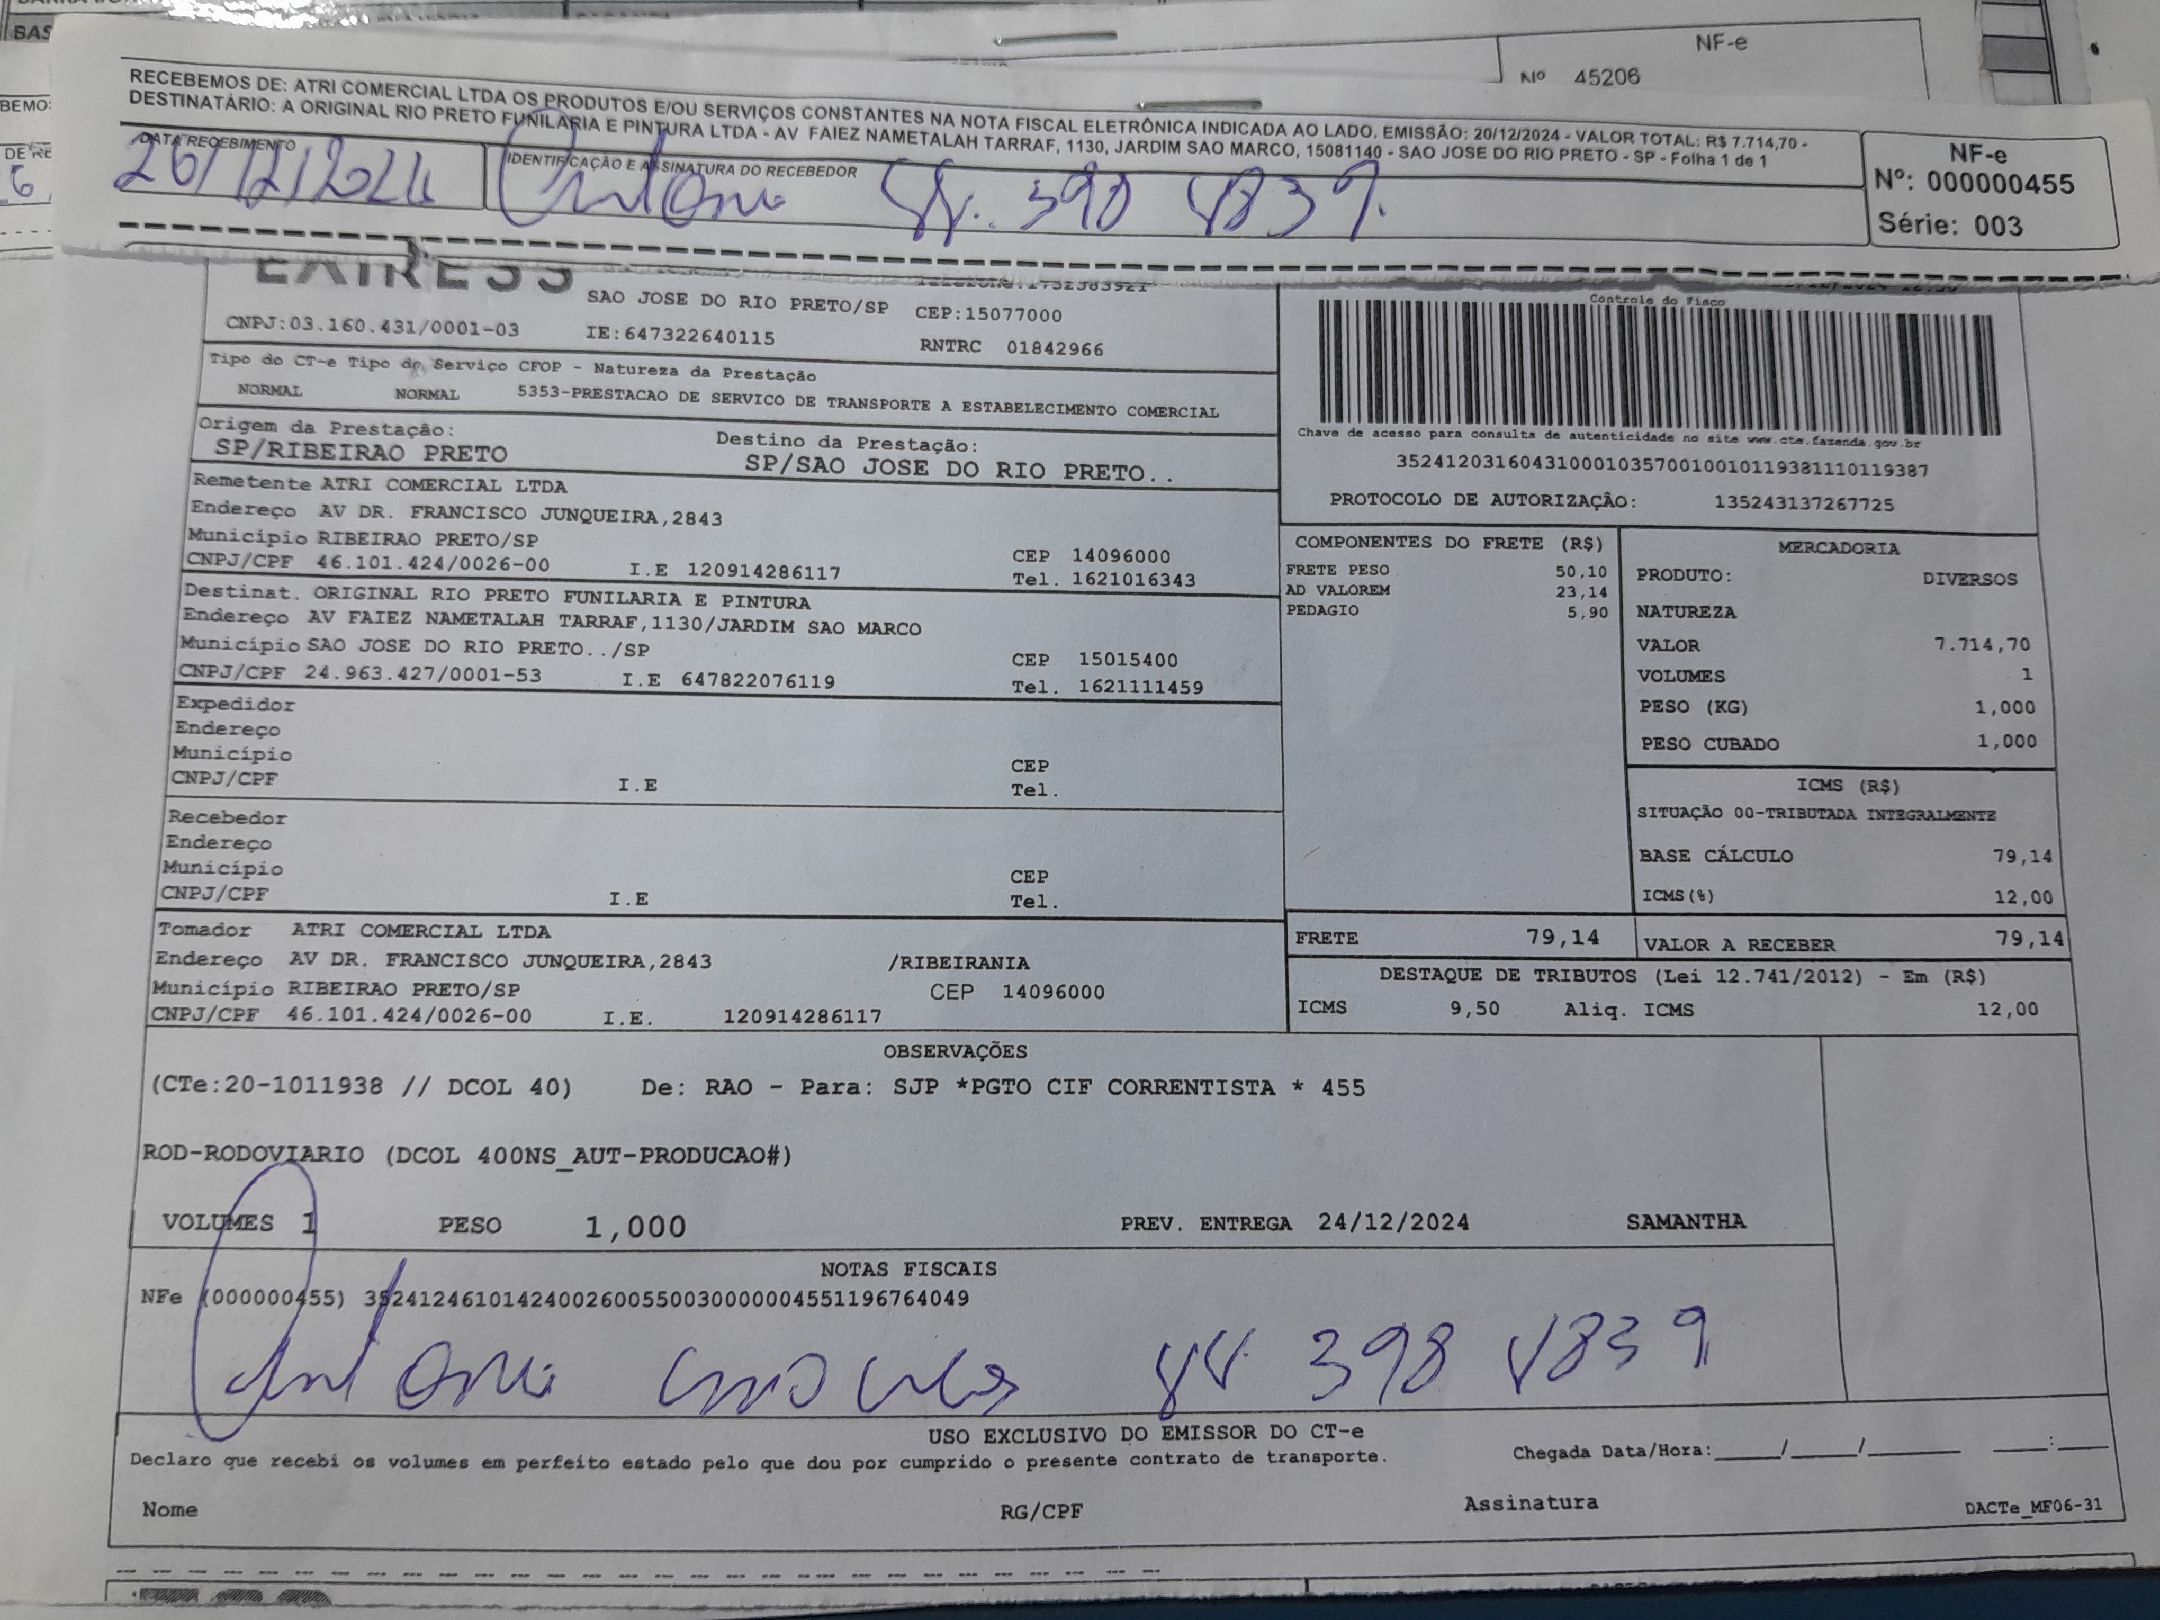 BAS
NF-e
Nº 45206
RECEBEMOS DE: ATRI COMERCIAL LTDA OS PRODUTOS E/OU SERVIÇOS CONSTANTES NA NOTA FISCAL ELETRÔNICA INDICADA AO LADO. EMISSÃO: 20/12/2024 - VALOR TOTAL: R$ 7.714,70 -
DESTINATÁRIO: A ORIGINAL RIO PRETO FUNILARIA E PINTURA LTDA - AV FAIEZ NAMETALAH TARRAF, 1130, JARDIM SAO MARCO, 15081140 - SAO JOSE DO RIO PRETO - SP - Folha 1 de 1
DATA RECEBIMENTO
26/12/2024
IDENTIFICAÇÃO E ASSINATURA DO RECEBEDOR
Antonio 44. 398 4839
NF-e
Nº: 000000455
Série: 003
EXPRESS
SAO JOSE DO RIO PRETO/SP CEP:15077000
CNPJ:03.160.431/0001-03 IE:647322640115 RNTRC 01842966
Tipo do CT-e Tipo do Serviço CFOP - Natureza da Prestação
NORMAL NORMAL 5353-PRESTACAO DE SERVICO DE TRANSPORTE A ESTABELECIMENTO COMERCIAL
Origem da Prestação: Destino da Prestação:
SP/RIBEIRAO PRETO SP/SAO JOSE DO RIO PRETO..
Controle do Fisco
Chave de acesso para consulta de autenticidade no site www.cte.fazenda.gov.br
35241203160431000103570010010119381110119387
PROTOCOLO DE AUTORIZAÇÃO: 135243137267725
Remetente ATRI COMERCIAL LTDA
Endereço AV DR. FRANCISCO JUNQUEIRA,2843
Município RIBEIRAO PRETO/SP CEP 14096000
CNPJ/CPF 46.101.424/0026-00 I.E 120914286117 Tel. 1621016343
Destinat. ORIGINAL RIO PRETO FUNILARIA E PINTURA
Endereço AV FAIEZ NAMETALAH TARRAF,1130/JARDIM SAO MARCO
Município SAO JOSE DO RIO PRETO../SP CEP 15015400
CNPJ/CPF 24.963.427/0001-53 I.E 647822076119 Tel. 1621111459
Expedidor
Endereço
Município CEP
CNPJ/CPF I.E Tel.
Recebedor
Endereço
Município CEP
CNPJ/CPF I.E Tel.
Tomador ATRI COMERCIAL LTDA
Endereço AV DR. FRANCISCO JUNQUEIRA,2843 /RIBEIRANIA
Município RIBEIRAO PRETO/SP CEP 14096000
CNPJ/CPF 46.101.424/0026-00 I.E. 120914286117
COMPONENTES DO FRETE (R$)
FRETE PESO 50,10
AD VALOREM 23,14
PEDAGIO 5,90
MERCADORIA
PRODUTO: DIVERSOS
NATUREZA
VALOR 7.714,70
VOLUMES 1
PESO (KG) 1,000
PESO CUBADO 1,000
ICMS (R$)
SITUAÇÃO 00-TRIBUTADA INTEGRALMENTE
BASE CÁLCULO 79,14
ICMS(%) 12,00
FRETE 79,14 VALOR A RECEBER 79,14
DESTAQUE DE TRIBUTOS (Lei 12.741/2012) - Em (R$)
ICMS 9,50 Aliq. ICMS 12,00
OBSERVAÇÕES
(CTe:20-1011938 // DCOL 40) De: RAO - Para: SJP *PGTO CIF CORRENTISTA * 455
ROD-RODOVIARIO (DCOL 400NS_AUT-PRODUCAO#)
VOLUMES 1 PESO 1,000 PREV. ENTREGA 24/12/2024 SAMANTHA
NOTAS FISCAIS
NFe (000000455) 35241246101424002600550030000004551196764049
Antonio 44 398 4839
USO EXCLUSIVO DO EMISSOR DO CT-e
Declaro que recebi os volumes em perfeito estado pelo que dou por cumprido o presente contrato de transporte. Chegada Data/Hora:____/____/______ ___:___
Nome RG/CPF Assinatura DACTe_MF06-31